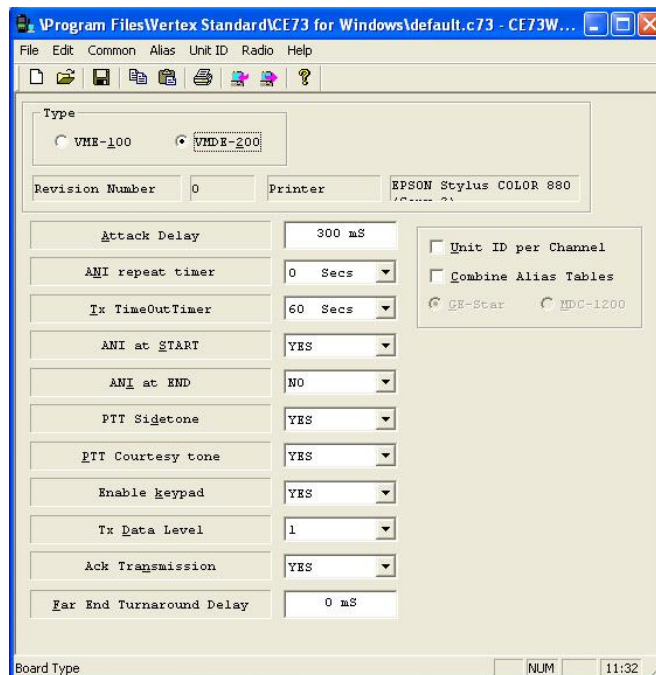 \Program Files\Vertex Standard\CE73 for Windows\default.c73 - CE73W...
File Edit Common Alias Unit ID Radio Help
Type
VME-100 VMDE-200
Revision Number 0 Printer EPSON Stylus COLOR 880
Attack Delay 300 mS
Unit ID per Channel
ANI repeat timer 0 Secs
Combine Alias Tables
Tx TimeOutTimer 60 Secs
GE-Star MDC-1200
ANI at START YES
ANI at END NO
PTT Sidetone YES
PTT Courtesy tone YES
Enable keypad YES
Tx Data Level 1
Ack Transmission YES
Far End Turnaround Delay 0 mS
Board Type NUM 11:32